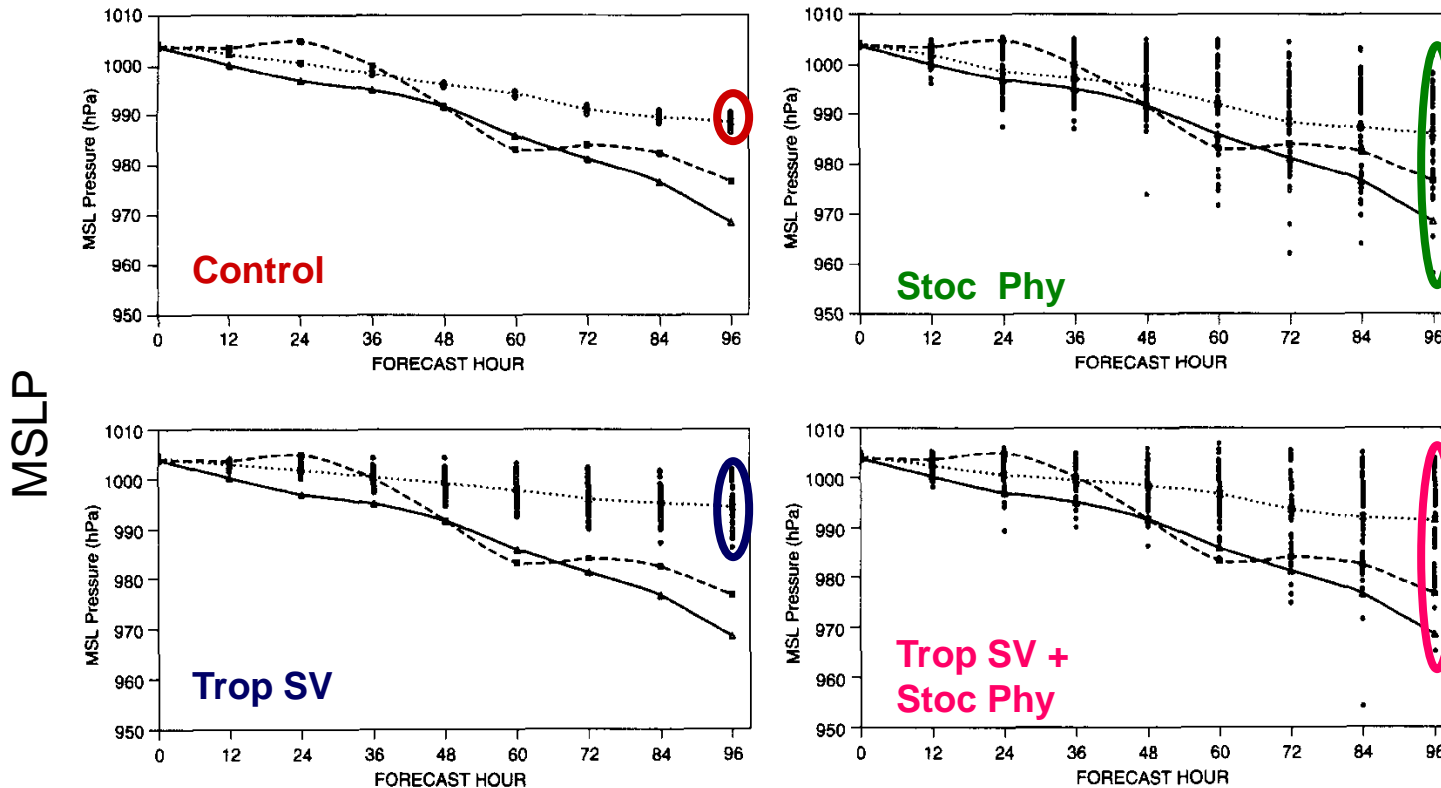 MSLP
1010
1000
990
980
970
960
950
MSL Pressure (hPa)
Control
0 12 24 36 48 60 72 84 96
FORECAST HOUR
1010
1000
990
980
970
960
950
MSL Pressure (hPa)
Stoc Phy
0 12 24 36 48 60 72 84 96
FORECAST HOUR
1010
1000
990
980
970
960
950
MSL Pressure (hPa)
Trop SV
0 12 24 36 48 60 72 84 96
FORECAST HOUR
1010
1000
990
980
970
960
950
MSL Pressure (hPa)
Trop SV +
Stoc Phy
0 12 24 36 48 60 72 84 96
FORECAST HOUR